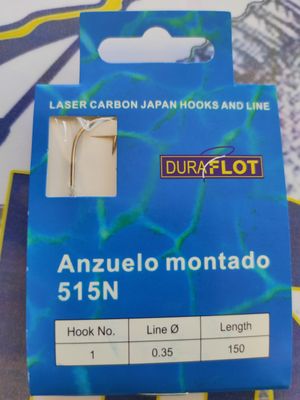 LASER CARBON JAPAN HOOKS AND LINE
DURAFLOT
Anzuelo montado
515N
Hook No. Line Ø Length
1 0.35 150